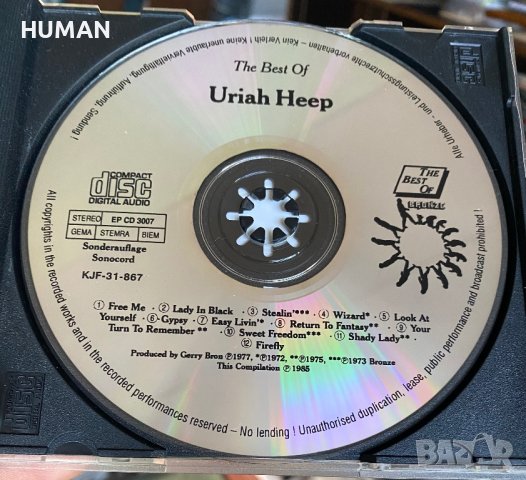 HUMAN
Alle Urheber- und Leistungsschutzrechte vorbehalten – Kein Verleih! Keine unerlaubte Vervielfältigung, Aufführung, Sendung!
The Best Of
Uriah Heep
COMPACT
disc
DIGITAL AUDIO
THE
BEST
OF
BRONZE
STEREO EP CD 3007
GEMA STEMRA BIEM
Sonderauflage
Sonocord
KJF-31-867
① Free Me · ② Lady In Black · ③ Stealin'*** ④ Wizard* · ⑤ Look At
Yourself · ⑥ Gypsy · ⑦ Easy Livin'* · ⑧ Return To Fantasy** · ⑨ Your
Turn To Remember ** · ⑩ Sweet Freedom*** · ⑪ Shady Lady** ·
⑫ Firefly
Produced by Gerry Bron ℗1977, *℗1972, **℗1975, ***℗1973 Bronze
This Compilation ℗ 1985
All copyrights in the recorded works and in the recorded performances reserved – No lending! Unauthorised duplication, lease, public performance and broadcast prohibited!
BAZAR